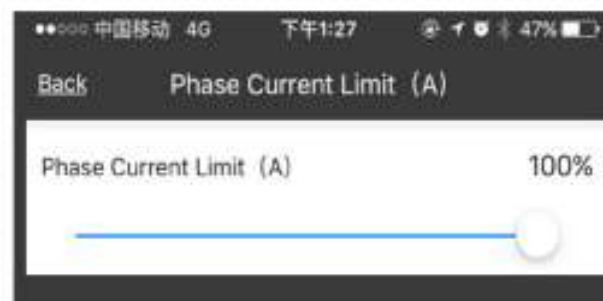 中国移动 4G 下午1:27 47%
Back Phase Current Limit (A)
Phase Current Limit (A) 100%